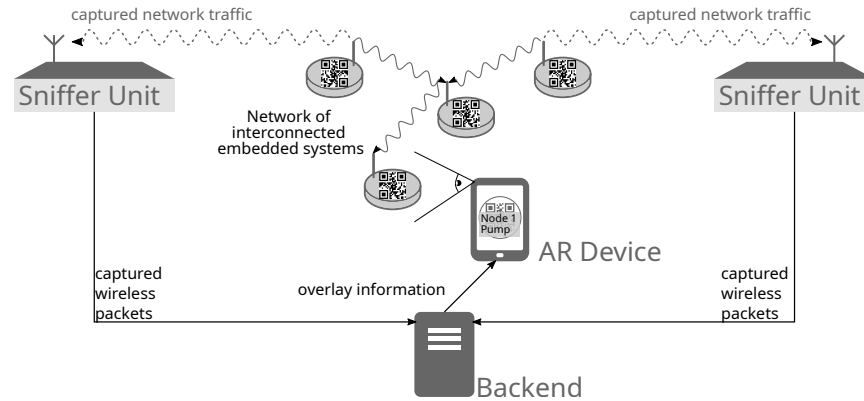 captured network traffic
captured network traffic
Sniffer Unit
Sniffer Unit
Network of
interconnected
embedded systems
Node 1
Pump
AR Device
captured
wireless
packets
captured
wireless
packets
overlay information
Backend